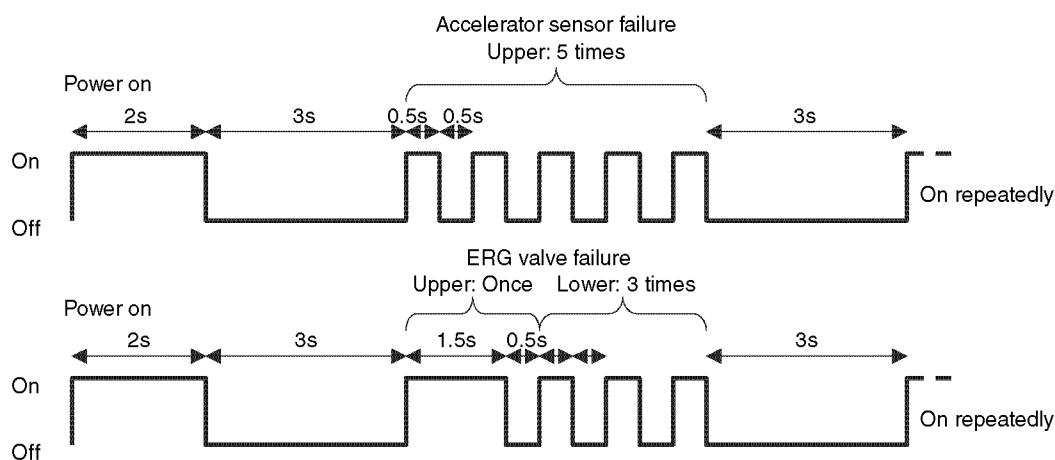 Accelerator sensor failure
Upper: 5 times
Power on
2s 3s 0.5s 0.5s 3s
On
On repeatedly
Off
ERG valve failure
Upper: Once Lower: 3 times
Power on
2s 3s 1.5s 0.5s 3s
On
On repeatedly
Off